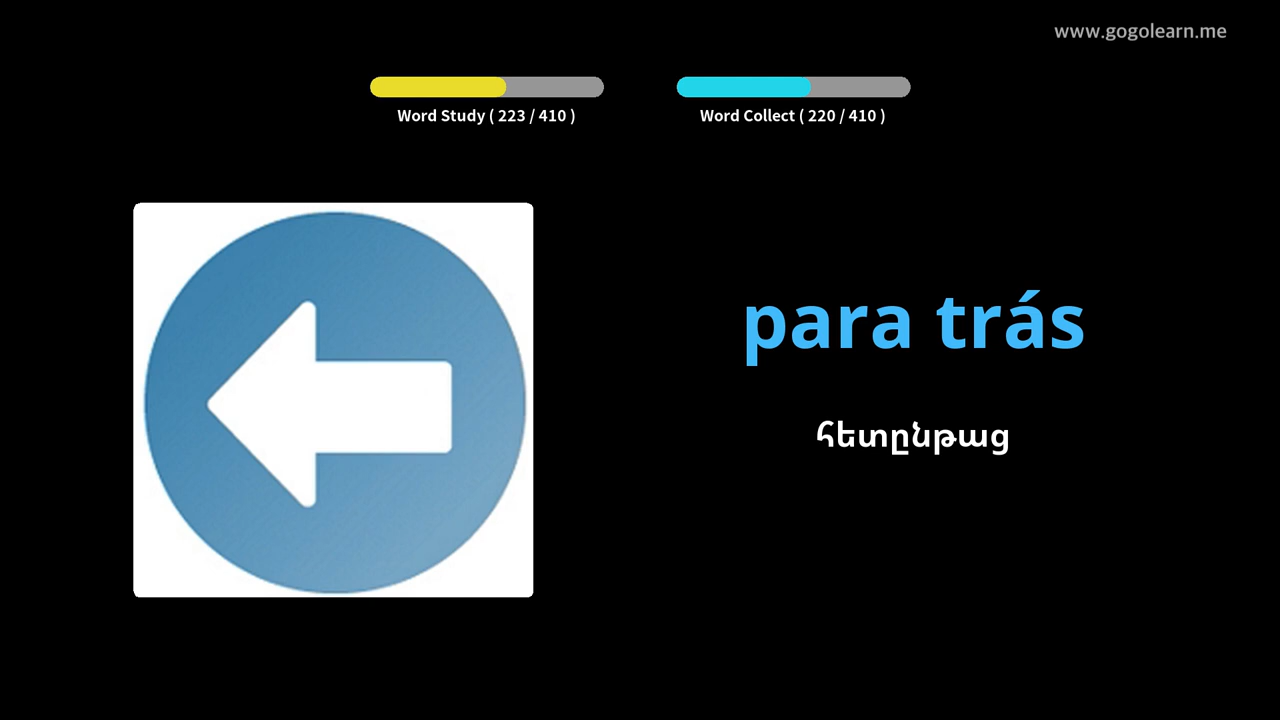 www.gogolearn.me
Word Study ( 223 / 410 )
Word Collect ( 220 / 410 )
para trás
հետընթաց